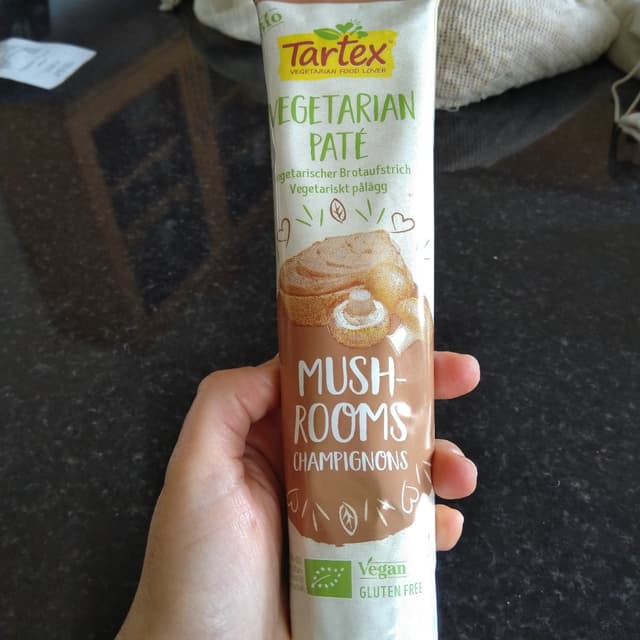 Tartex
VEGETARIAN FOOD LOVER
VEGETARIAN
PATÉ
vegetarischer Brotaufstrich
Vegetariskt pålägg
MUSH-
ROOMS
CHAMPIGNONS
Vegan
GLUTEN FREE